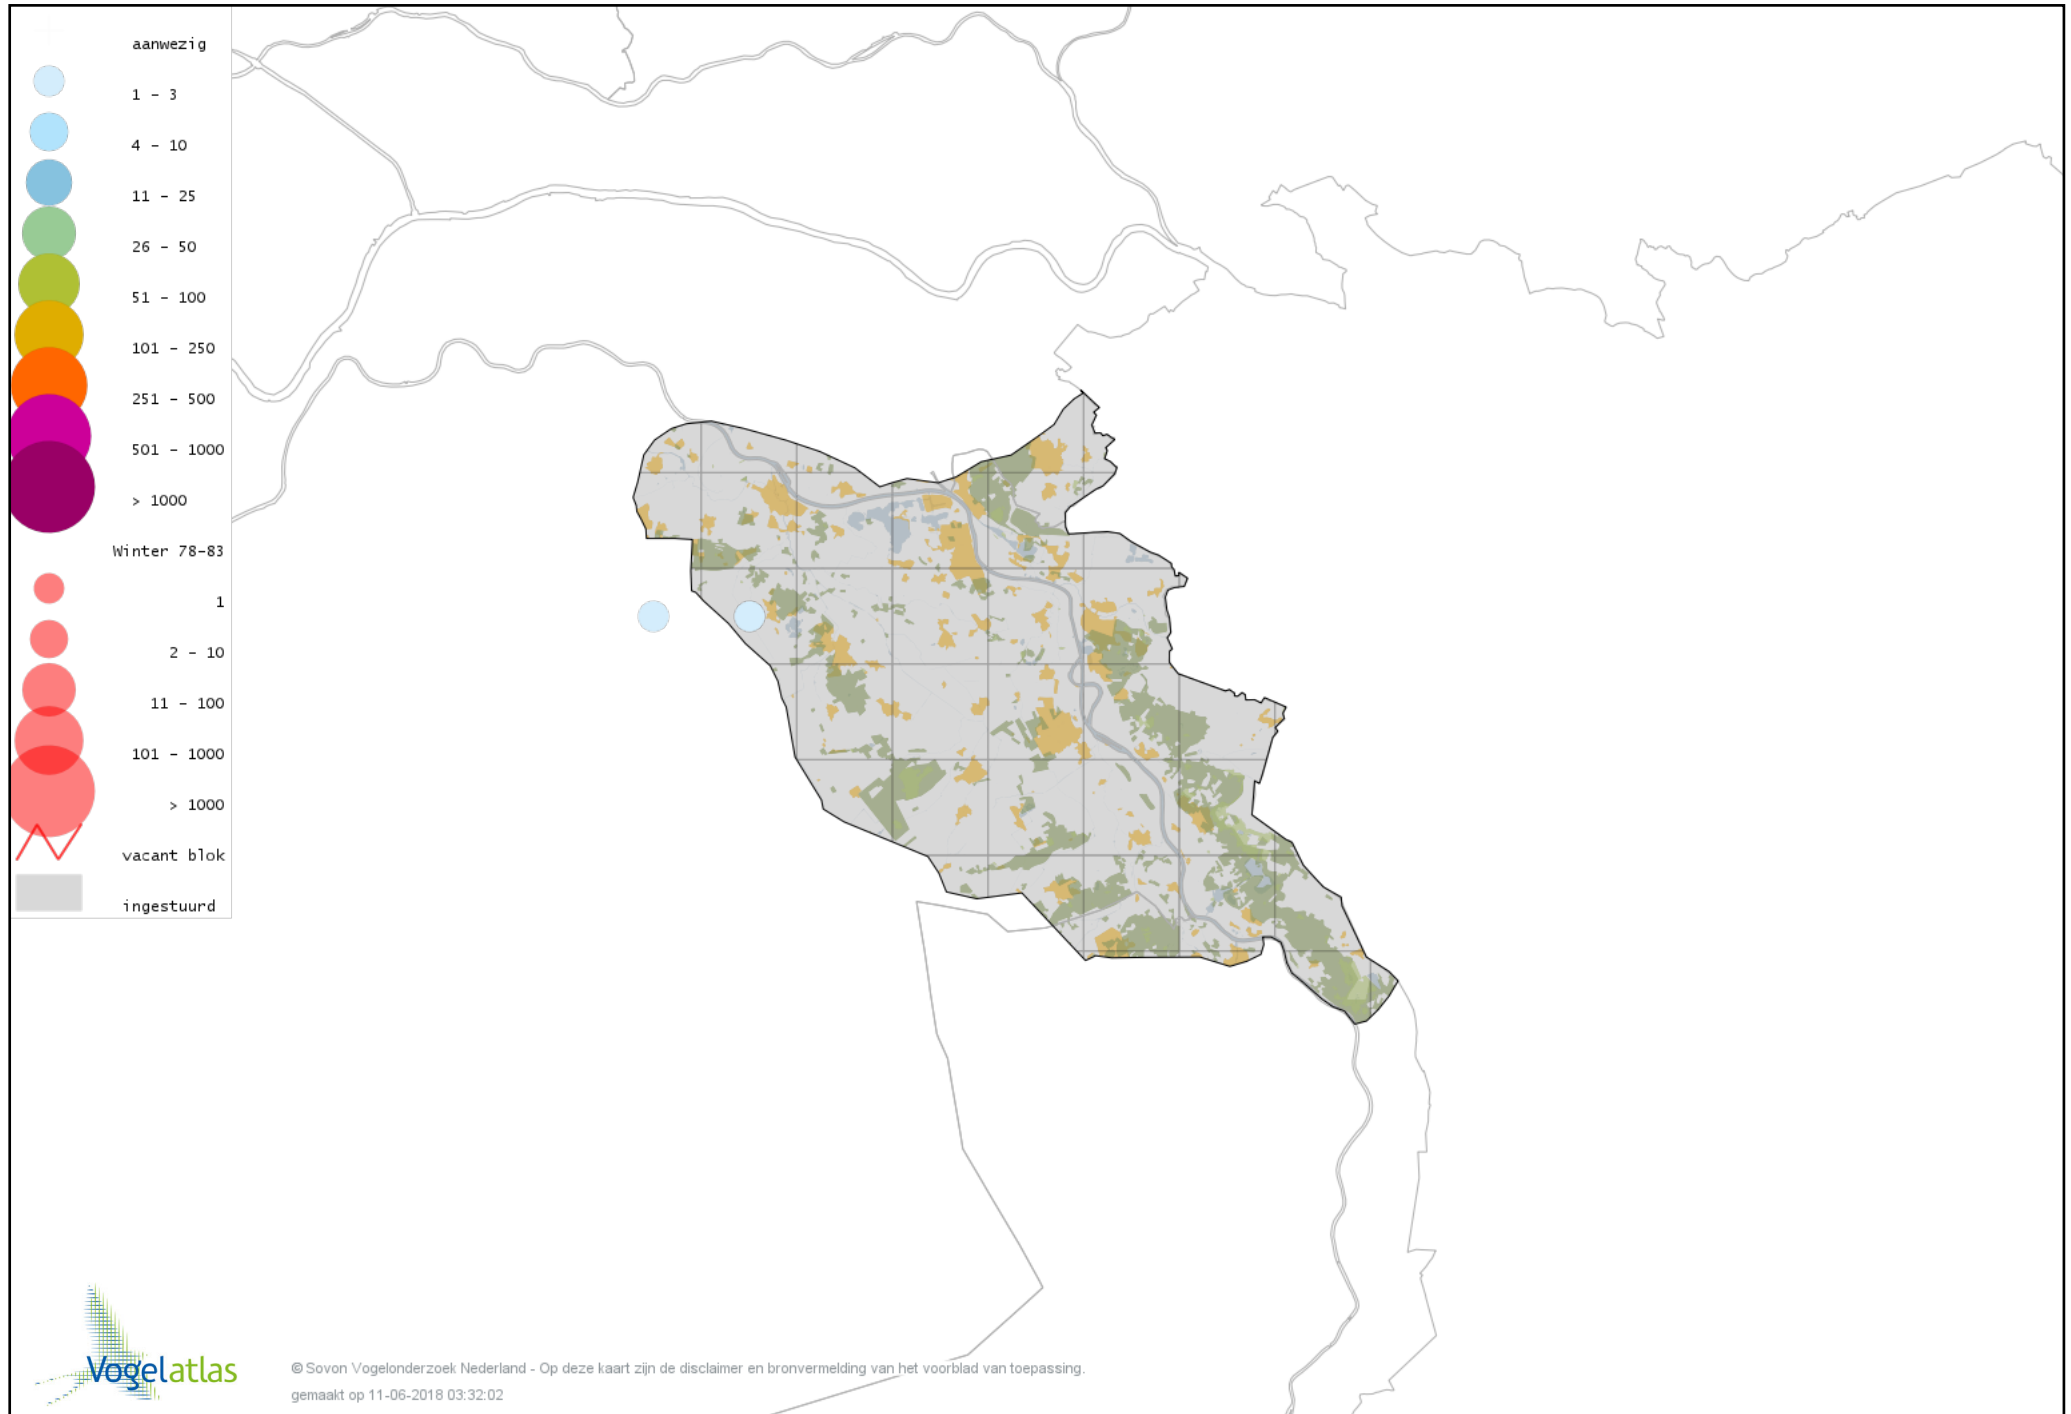 aanwezig
1 - 3
4 - 10
11 - 25
26 - 50
51 - 100
101 - 250
251 - 500
501 - 1000
> 1000
Winter 78-83
1
2 - 10
11 - 100
101 - 1000
> 1000
vacant blok
ingestuurd
Vogelatlas
© Sovon Vogelonderzoek Nederland - Op deze kaart zijn de disclaimer en bronvermelding van het voorblad van toepassing.
gemaakt op 11-06-2018 03:32:02